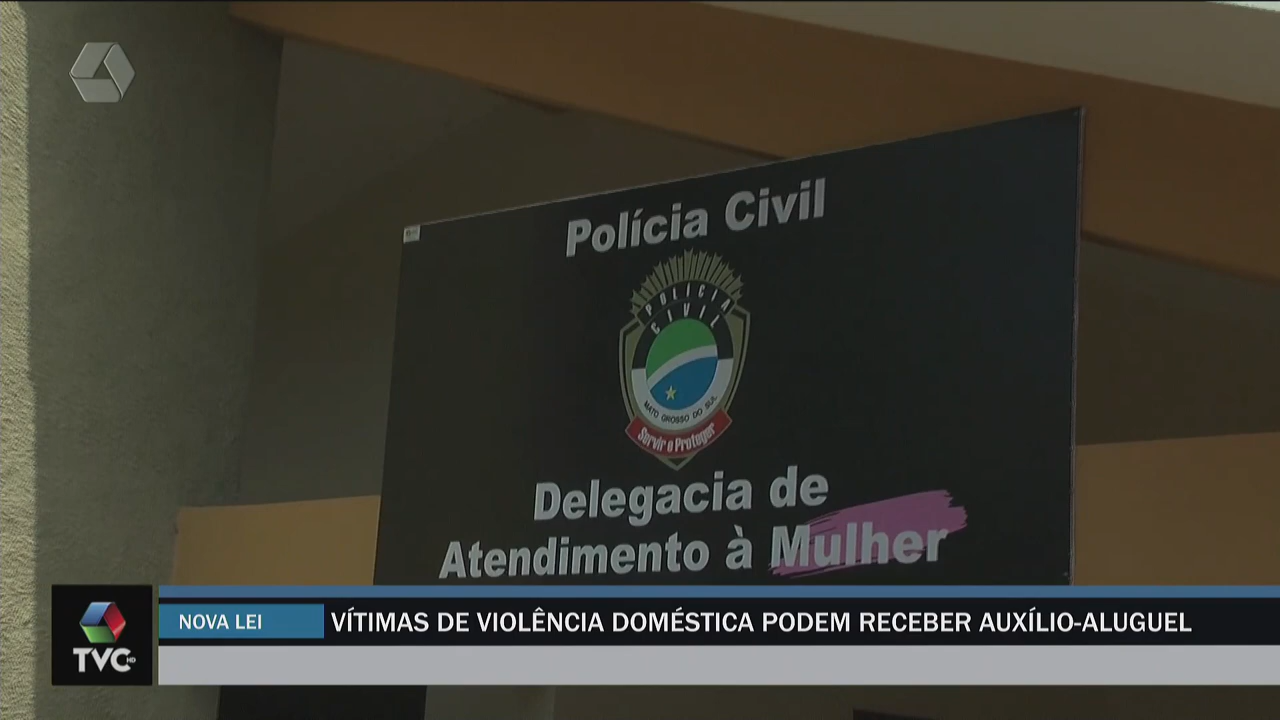 Polícia Civil
POLÍCIA
CIVIL
MATO GROSSO DO SUL
Servir e Proteger
Delegacia de
Atendimento à Mulher
NOVA LEI
VÍTIMAS DE VIOLÊNCIA DOMÉSTICA PODEM RECEBER AUXÍLIO-ALUGUEL
TVC HD